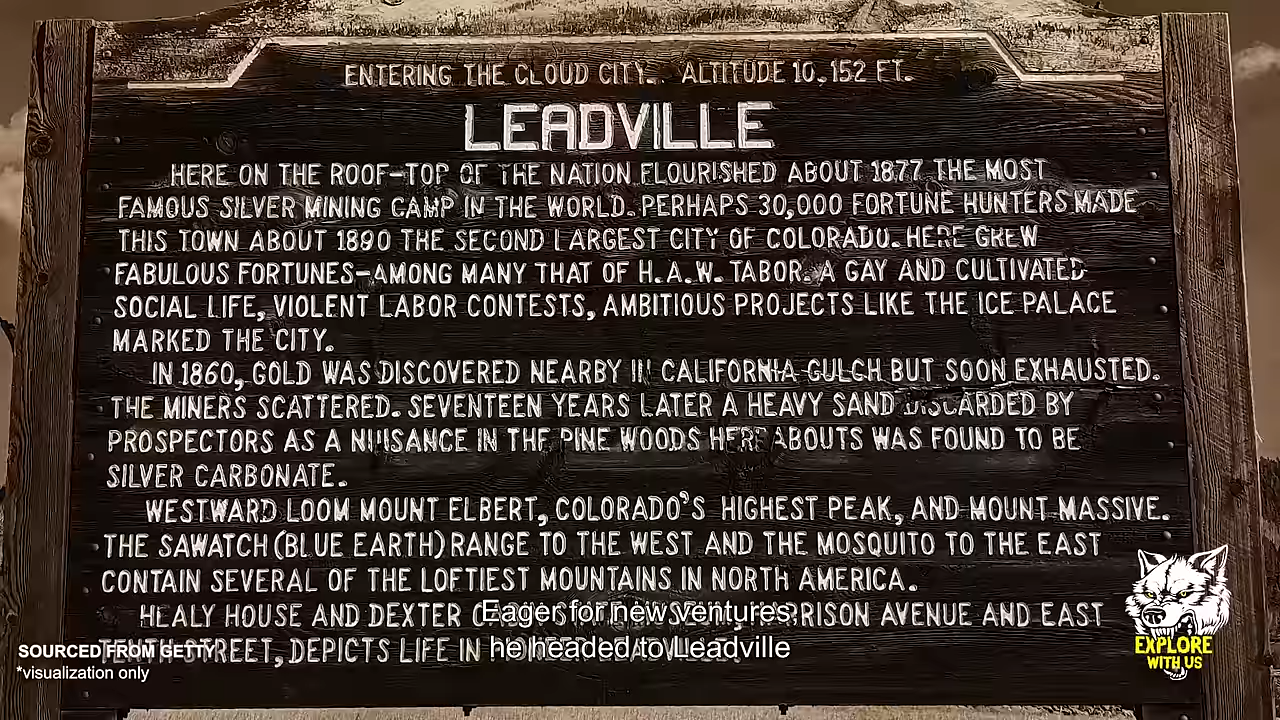 ENTERING THE CLOUD CITY.. ALTITUDE 10,152 FT.
LEADVILLE
HERE ON THE ROOF-TOP OF THE NATION FLOURISHED ABOUT 1877 THE MOST
FAMOUS SILVER MINING CAMP IN THE WORLD. PERHAPS 30,000 FORTUNE HUNTERS MADE
THIS TOWN ABOUT 1890 THE SECOND LARGEST CITY OF COLORADO. HERE GREW
FABULOUS FORTUNES-AMONG MANY THAT OF H.A.W. TABOR. A GAY AND CULTIVATED
SOCIAL LIFE, VIOLENT LABOR CONTESTS, AMBITIOUS PROJECTS LIKE THE ICE PALACE
MARKED THE CITY.
IN 1860, GOLD WAS DISCOVERED NEARBY IN CALIFORNIA GULCH BUT SOON EXHAUSTED.
THE MINERS SCATTERED. SEVENTEEN YEARS LATER A HEAVY SAND DISCARDED BY
PROSPECTORS AS A NUISANCE IN THE PINE WOODS HEREABOUTS WAS FOUND TO BE
SILVER CARBONATE.
WESTWARD LOOM MOUNT ELBERT, COLORADO'S HIGHEST PEAK, AND MOUNT MASSIVE.
THE SAWATCH (BLUE EARTH) RANGE TO THE WEST AND THE MOSQUITO TO THE EAST
CONTAIN SEVERAL OF THE LOFTIEST MOUNTAINS IN NORTH AMERICA.
HEALY HOUSE AND DEXTER AVENUE AND EAST
TENTH STREET, DEPICTS LIFE IN
Eager for new ventures,
he headed to Leadville
SOURCED FROM GETTY
*visualization only
EXPLORE
WITH US